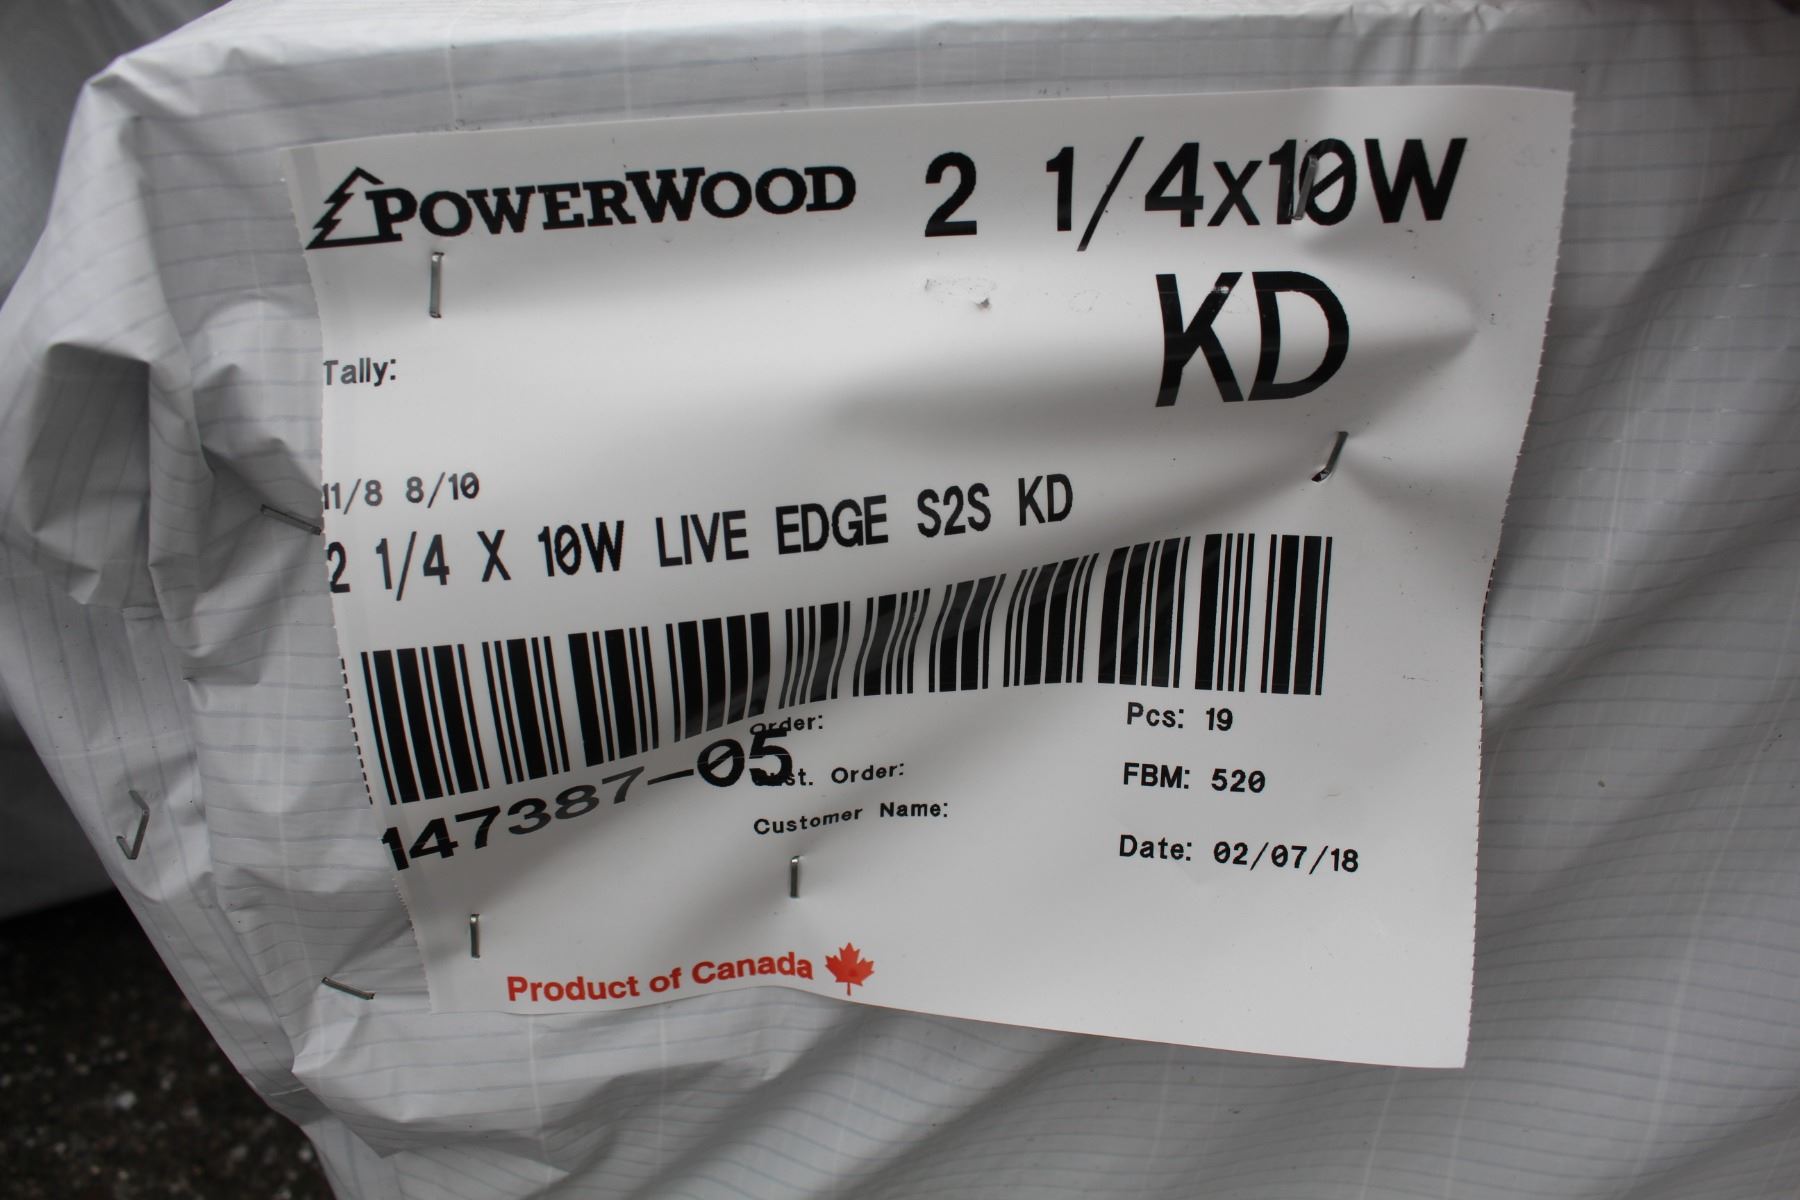 POWERWOOD 2 1/4x10W
KD
Tally:
11/8 8/10
2 1/4 X 10W LIVE EDGE S2S KD
147387-05
Order:
Cust. Order:
Customer Name:
Pcs: 19
FBM: 520
Date: 02/07/18
Product of Canada